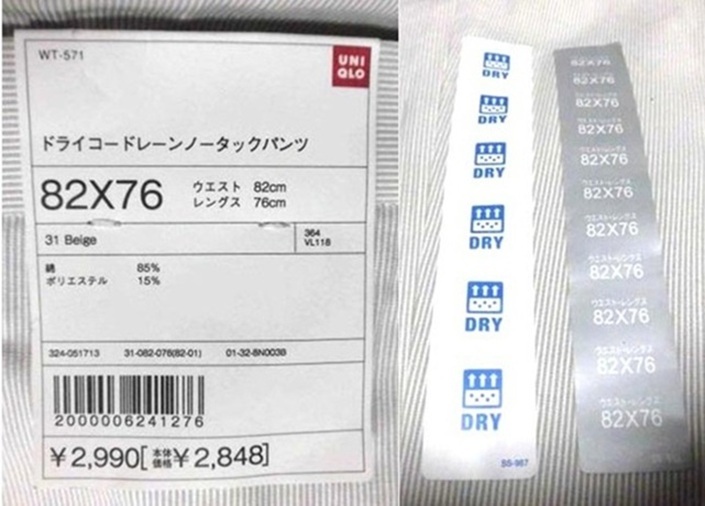 WT-571
UNI
QLO
ドライコードレーンノータックパンツ
82X76
ウエスト 82cm
レングス 76cm
31 Beige
364
VL118
綿 85%
ポリエステル 15%
324-051713 31-082-076(82-01) 01-32-8N003B
2000006241276
¥2,990[本体価格¥2,848]
DRY
DRY
DRY
DRY
DRY
DRY
SS-987
82X76
82X76
82X76
82X76
ウエスト×レングス
82X76
ウエスト×レングス
82X76
ウエスト×レングス
82X76
ウエスト×レングス
82X76
ウエスト×レングス
82X76
ウエスト×レングス
82X76
ウエスト×レングス
82X76